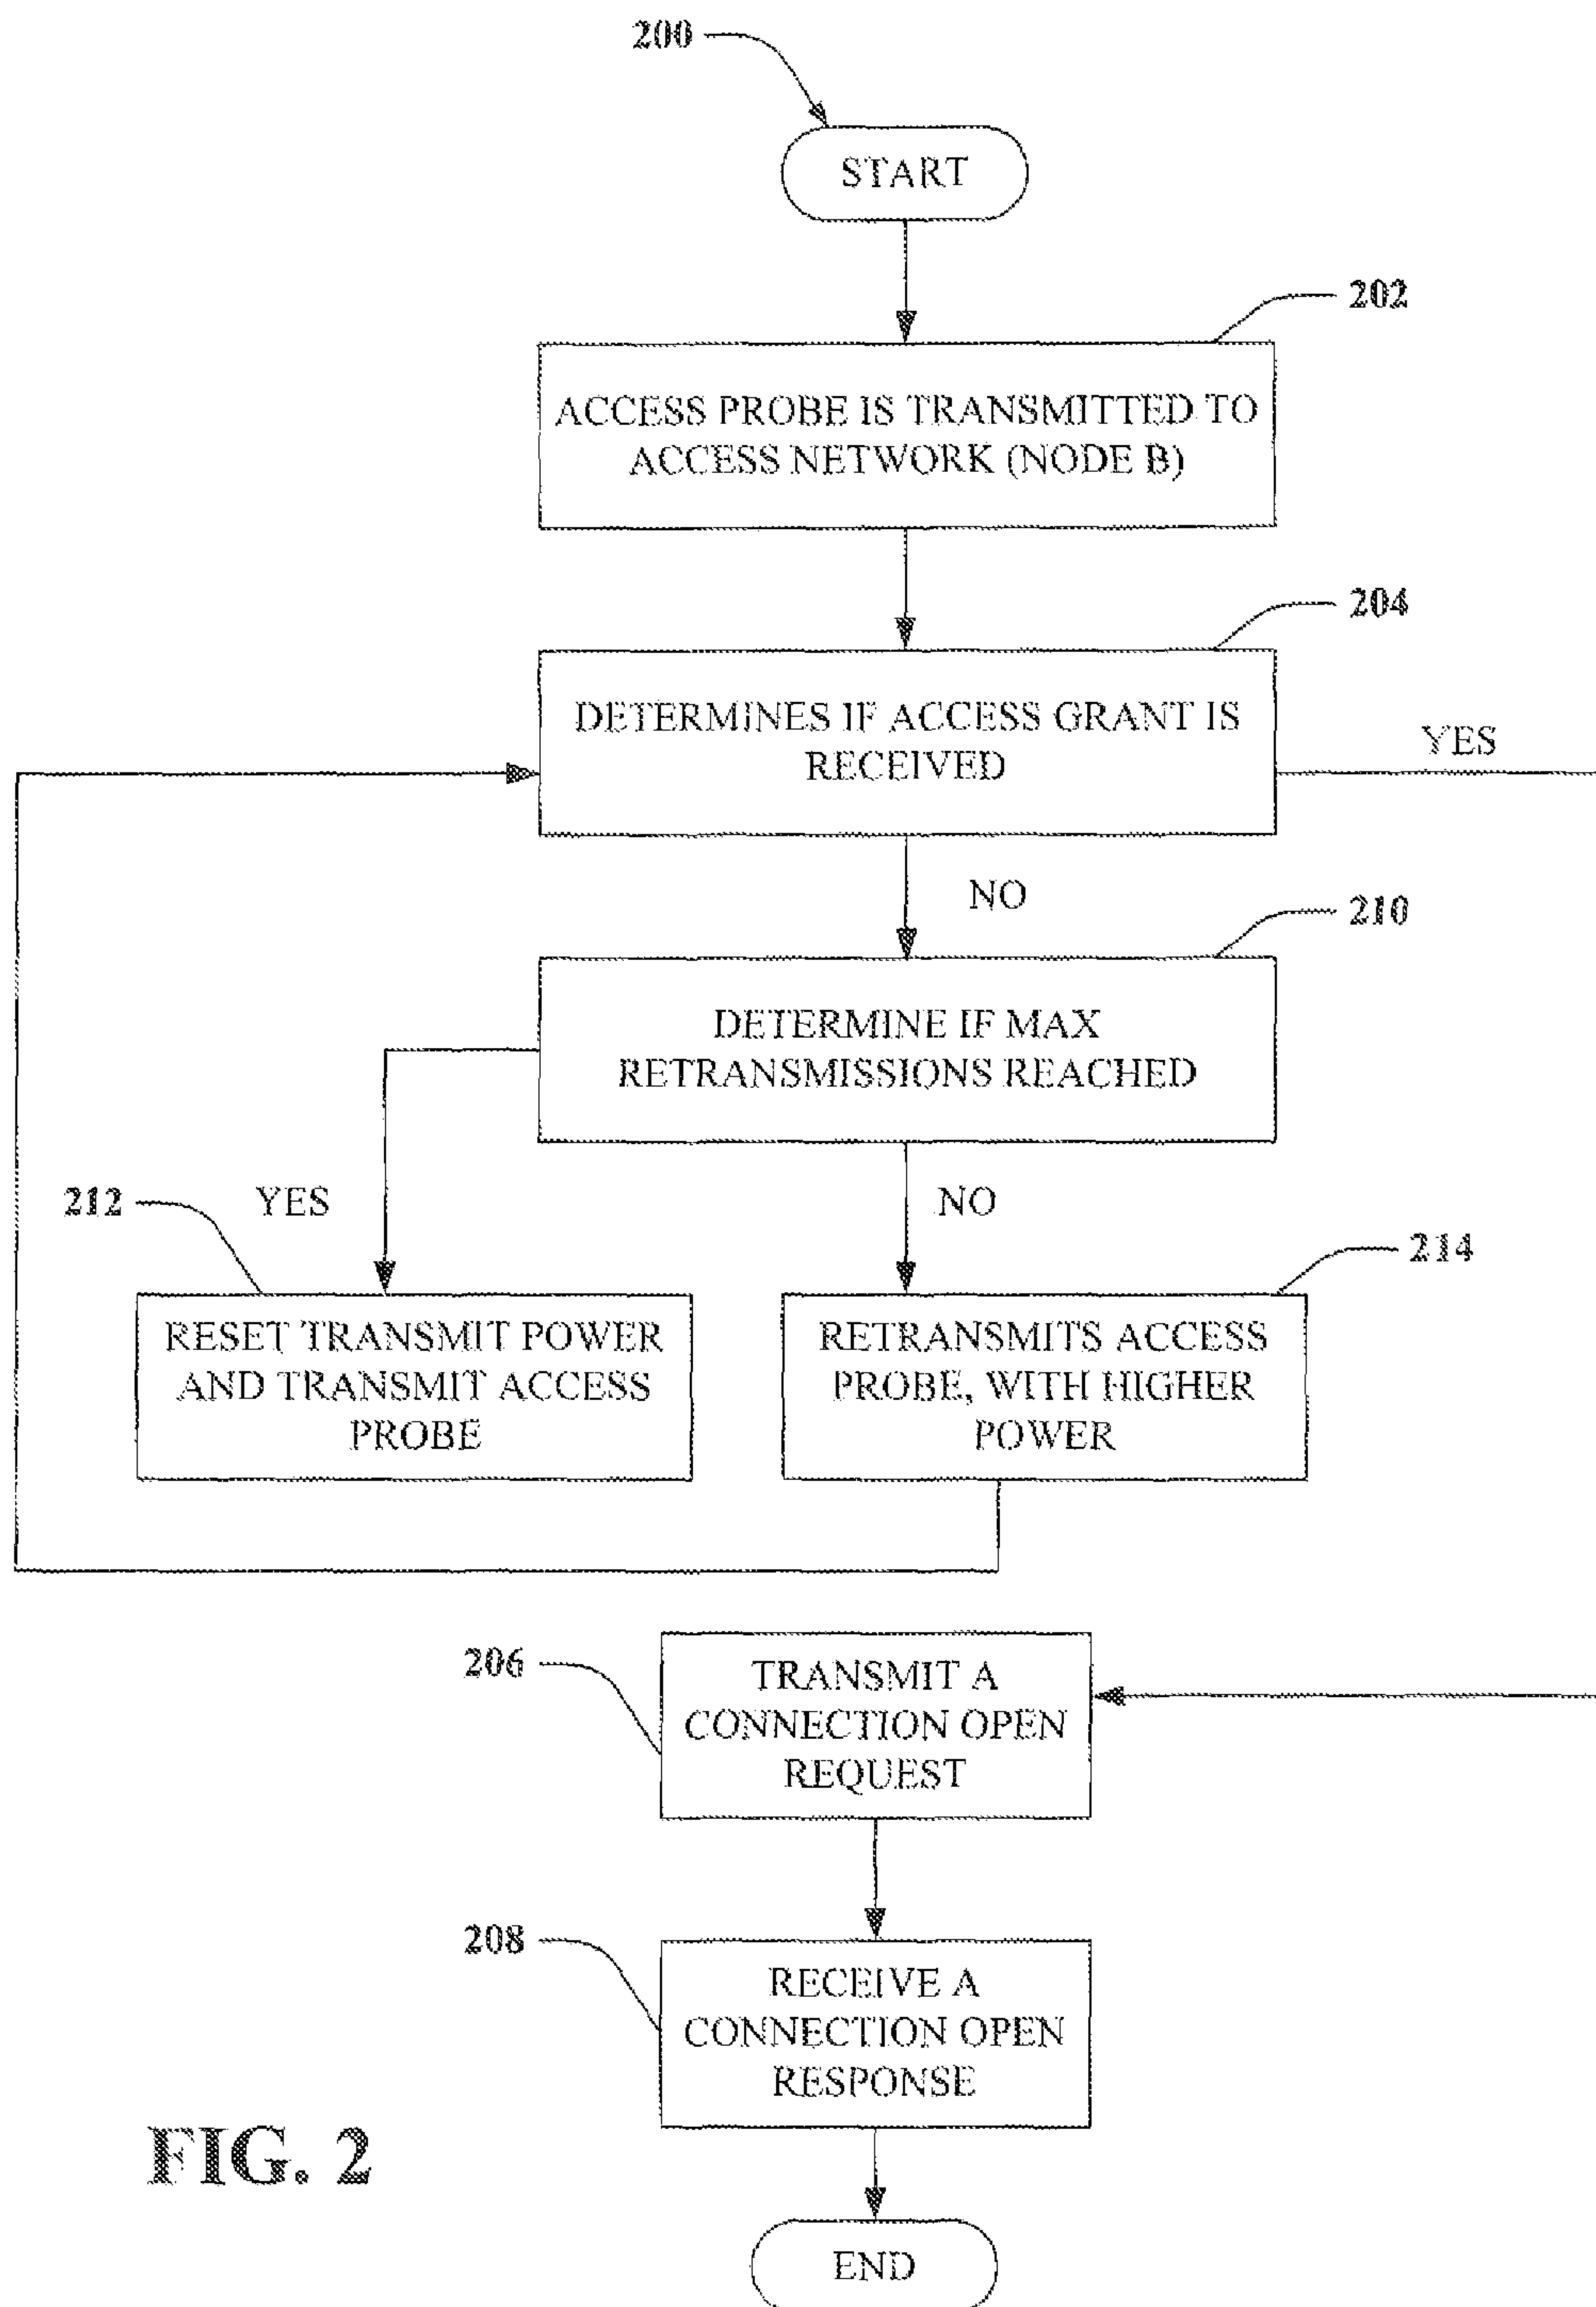 200
START
202
ACCESS PROBE IS TRANSMITTED TO
ACCESS NETWORK (NODE B)
204
DETERMINES IF ACCESS GRANT IS
RECEIVED
YES
NO
210
DETERMINE IF MAX
RETRANSMISSIONS REACHED
212
YES
NO
214
RESET TRANSMIT POWER
AND TRANSMIT ACCESS
PROBE
RETRANSMITS ACCESS
PROBE, WITH HIGHER
POWER
206
TRANSMIT A
CONNECTION OPEN
REQUEST
208
RECEIVE A
CONNECTION OPEN
RESPONSE
FIG. 2
END